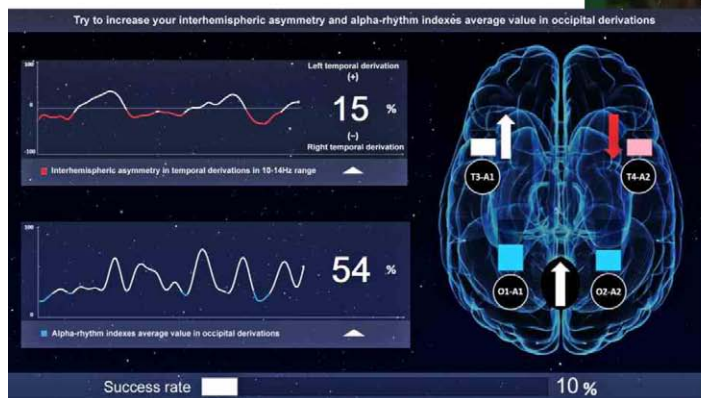 Try to increase your interhemispheric asymmetry and alpha-rhythm indexes average value in occipital derivations
100
0
-100
Left temporal derivation
(+)
15 %
(–)
Right temporal derivation
Interhemispheric asymmetry in temporal derivations in 10-14Hz range
T3-A1
T4-A2
100
0
54 %
Alpha-rhythm indexes average value in occipital derivations
O1-A1
O2-A2
Success rate
10 %